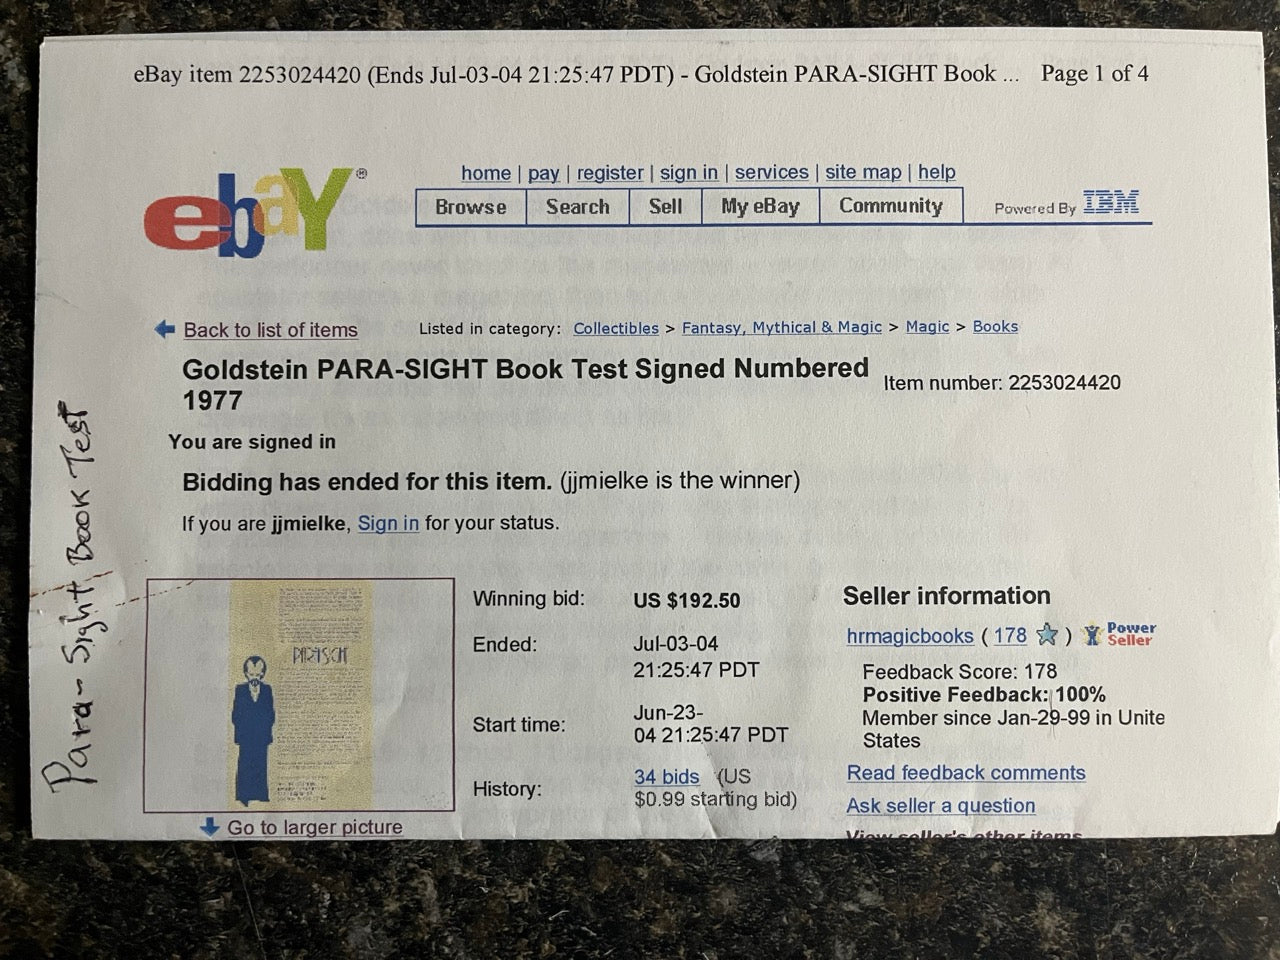 eBay item 2253024420 (Ends Jul-03-04 21:25:47 PDT) - Goldstein PARA-SIGHT Book ... Page 1 of 4
ebaY®
home | pay | register | sign in | services | site map | help
Browse Search Sell My eBay Community
Powered By IBM
Back to list of items
Listed in category: Collectibles > Fantasy, Mythical & Magic > Magic > Books
Goldstein PARA-SIGHT Book Test Signed Numbered
1977
Item number: 2253024420
You are signed in
Bidding has ended for this item. (jjmielke is the winner)
If you are jjmielke, Sign in for your status.
Para-Sight Book Test
Go to larger picture
Winning bid: US $192.50
Ended: Jul-03-04
21:25:47 PDT
Start time: Jun-23-
04 21:25:47 PDT
History: 34 bids (US
$0.99 starting bid)
Seller information
hrmagicbooks ( 178 ) Power
Seller
Feedback Score: 178
Positive Feedback: 100%
Member since Jan-29-99 in Unite
States
Read feedback comments
Ask seller a question
View seller's other items